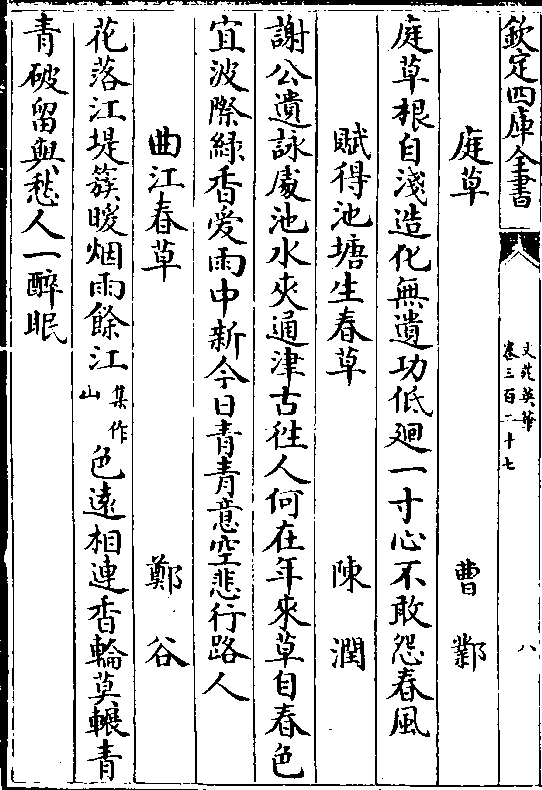 欽定四庫全書
文苑英華
卷三百二十七
八
庭草 曹鄴
庭草根自淺造化無遺功低廻一寸心不敢怨春風
賦得池塘生春草 陳潤
謝公遺詠處池水夾通津古徃人何在年來草自春色
宜波際綠香愛雨中新今日青青意空悲行路人
曲江春草 鄭谷
花落江堤簇暖烟雨餘江集作山色遠相連香輪莫輾青
青破留與愁人一醉眠